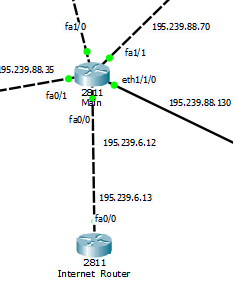 fa1/0
195.239.88.70
fa1/1
195.239.88.35
eth1/1/0
2811
Main
fa0/1
195.239.88.130
fa0/0
195.239.6.12
195.239.6.13
fa0/0
2811
Internet Router